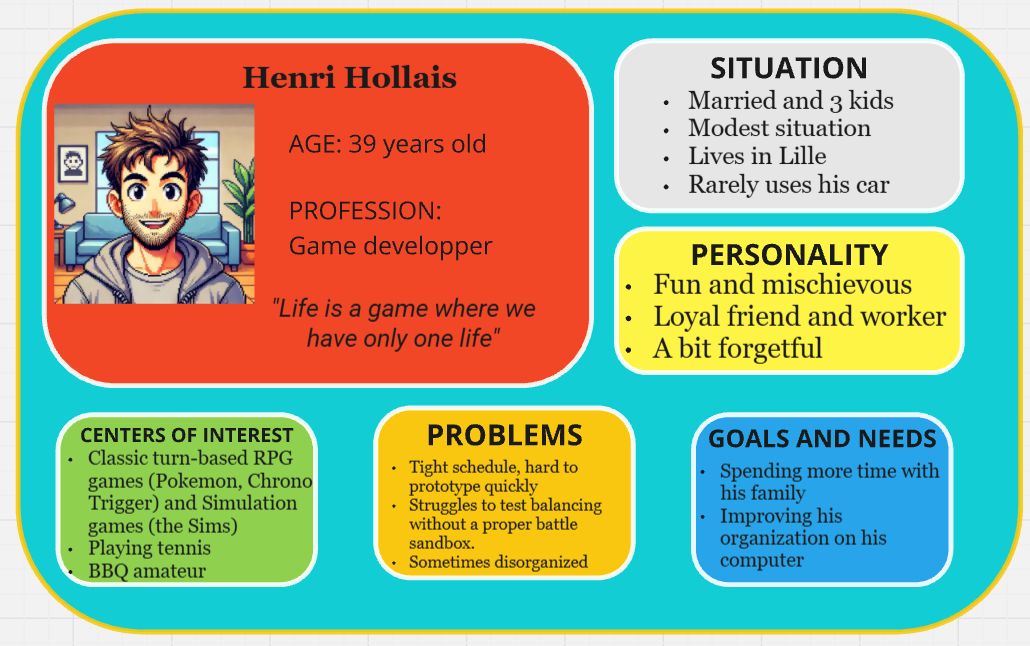 Henri Hollais
AGE: 39 years old
PROFESSION:
Game developper
"Life is a game where we
have only one life"
SITUATION
• Married and 3 kids
• Modest situation
• Lives in Lille
• Rarely uses his car
PERSONALITY
• Fun and mischievous
• Loyal friend and worker
• A bit forgetful
CENTERS OF INTEREST
• Classic turn-based RPG
games (Pokemon, Chrono
Trigger) and Simulation
games (the Sims)
• Playing tennis
• BBQ amateur
PROBLEMS
• Tight schedule, hard to
prototype quickly
• Struggles to test balancing
without a proper battle
sandbox.
• Sometimes disorganized
GOALS AND NEEDS
• Spending more time with
his family
• Improving his
organization on his
computer